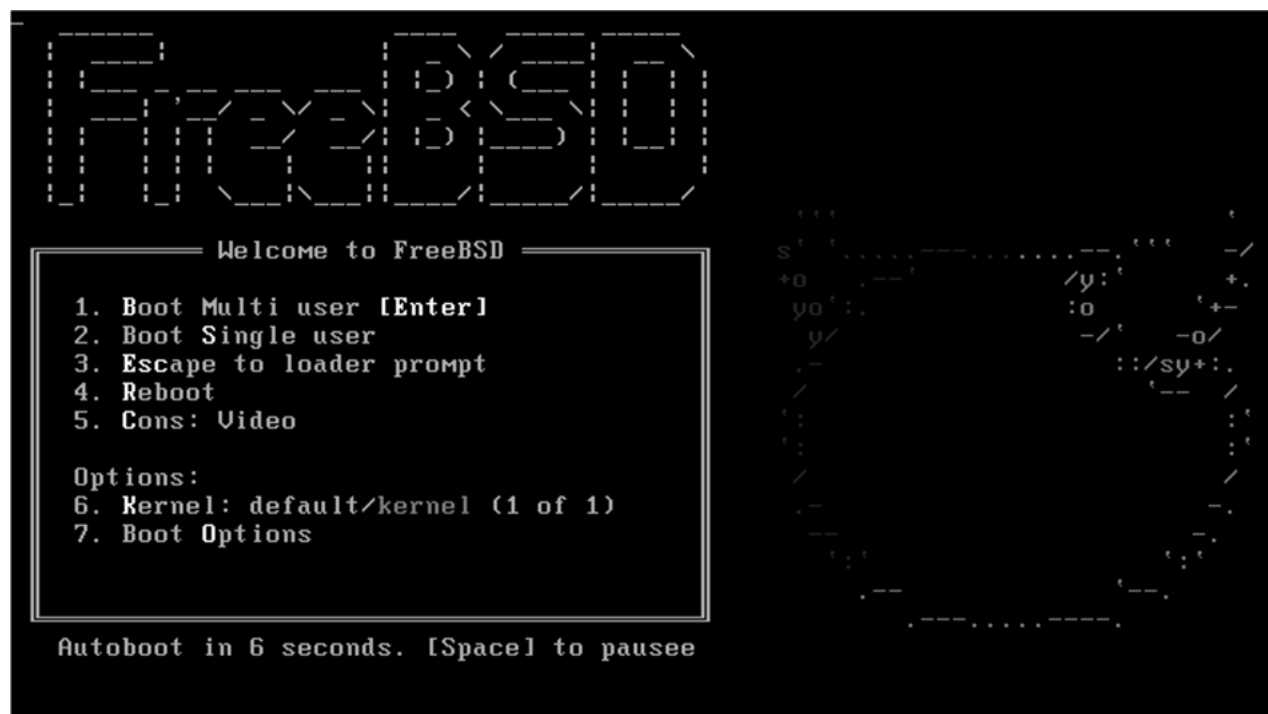 FreeBSD
Welcome to FreeBSD
1. Boot Multi user [Enter]
2. Boot Single user
3. Escape to loader prompt
4. Reboot
5. Cons: Video
Options:
6. Kernel: default/kernel (1 of 1)
7. Boot Options
Autoboot in 6 seconds. [Space] to pausee